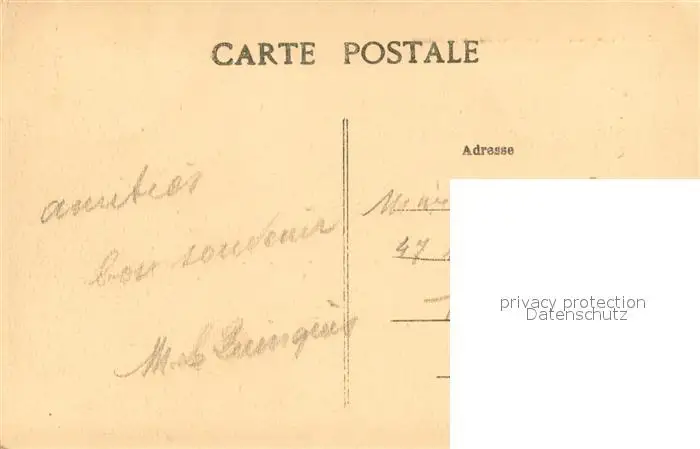 CARTE POSTALE
Adresse
amitiés
bon souvenir
47
privacy protection
Datenschutz